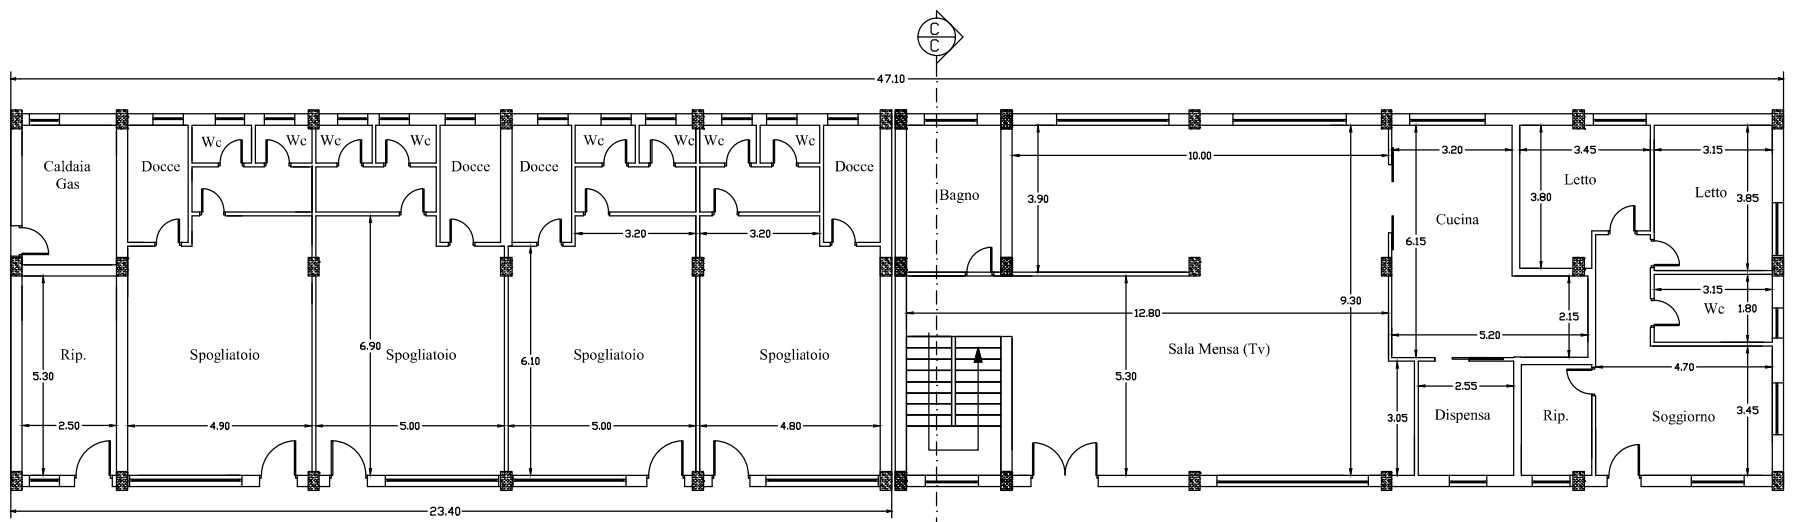 C
C
47.10
Wc Wc Wc Wc Wc Wc Wc Wc
Caldaia
Gas
Docce Docce Docce Docce
10.00
3.20
3.45
3.15
Bagno
3.90
Letto
3.80
Letto
3.85
Cucina
6.15
3.20
3.20
9.30
3.15
Wc
1.80
12.80
2.15
5.20
Rip.
Spogliatoio
6.90
Spogliatoio
6.10
Spogliatoio
Spogliatoio
Sala Mensa (Tv)
5.30
5.30
4.70
2.55
3.05
Dispensa
Rip.
Soggiorno
3.45
2.50
4.90
5.00
5.00
4.80
23.40